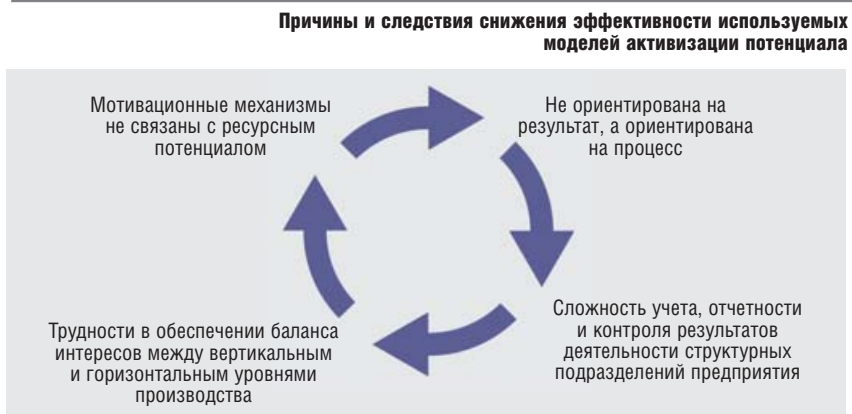 Причины и следствия снижения эффективности используемых
моделей активизации потенциала
Мотивационные механизмы
не связаны с ресурсным
потенциалом
Не ориентирована на
результат, а ориентирована
на процесс
Трудности в обеспечении баланса
интересов между вертикальным
и горизонтальным уровнями
производства
Сложность учета, отчетности
и контроля результатов
деятельности структурных
подразделений предприятия